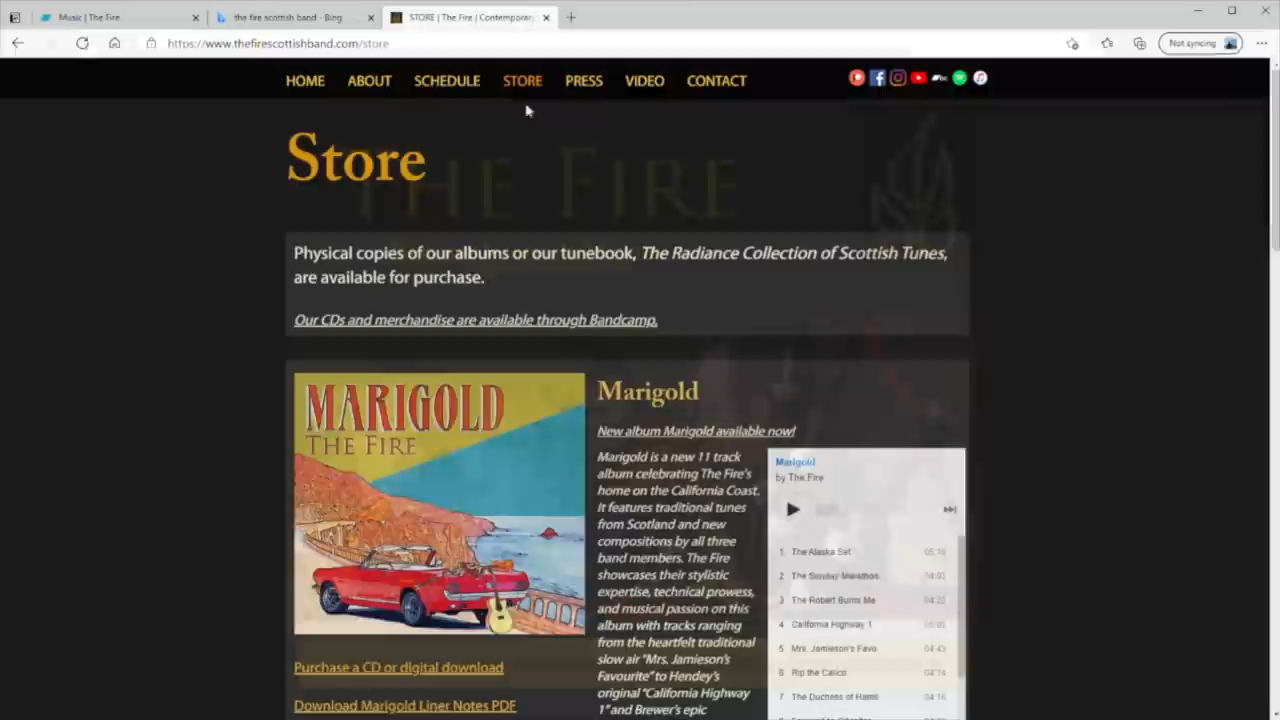 Music | The Fire
the fire scottish band - Bing
STORE | The Fire | Contemporary
https://www.thefirescottishband.com/store
Not syncing
HOME ABOUT SCHEDULE STORE PRESS VIDEO CONTACT
Store
THE FIRE
Physical copies of our albums or our tunebook, The Radiance Collection of Scottish Tunes,
are available for purchase.
Our CDs and merchandise are available through Bandcamp.
MARIGOLD
THE FIRE
Purchase a CD or digital download
Download Marigold Liner Notes PDF
Marigold
New album Marigold available now!
Marigold is a new 11 track
album celebrating The Fire's
home on the California Coast.
It features traditional tunes
from Scotland and new
compositions by all three
band members. The Fire
showcases their stylistic
expertise, technical prowess,
and musical passion on this
album with tracks ranging
from the heartfelt traditional
slow air "Mrs. Jamieson's
Favourite" to Hendey's
original "California Highway
1" and Brewer's epic
Marigold
by The Fire
1 The Alaska Set
2 The Sunday Marathon
3 The Robert Burns Me
4 California Highway 1
5 Mrs. Jamieson's Favo 04:43
6 Rip the Calico 04:14
7 The Duchess of Hamil 04:16